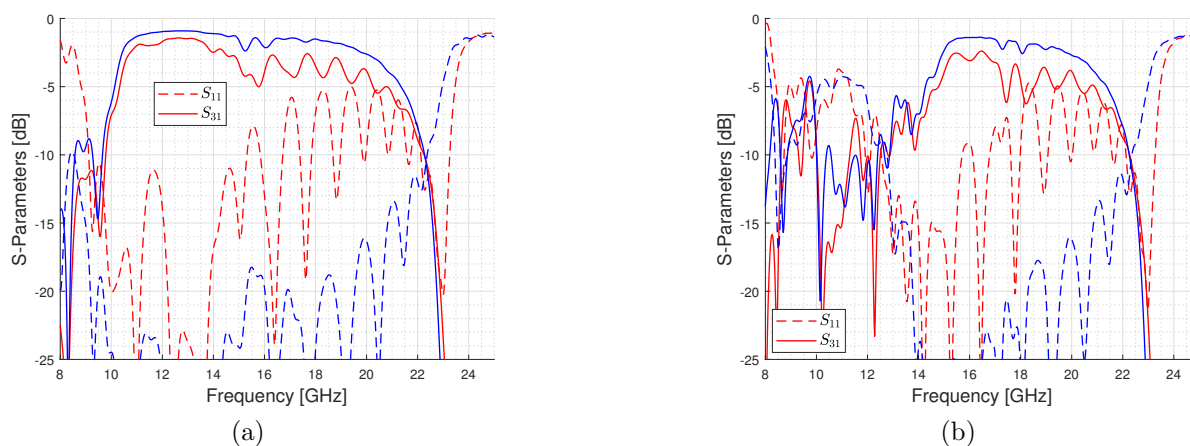 0
-5
-10
-15
-20
-25
8 10 12 14 16 18 20 22 24
S-Parameters [dB]
Frequency [GHz]
S11
S31
(a)
0
-5
-10
-15
-20
-25
8 10 12 14 16 18 20 22 24
S-Parameters [dB]
Frequency [GHz]
S11
S31
(b)